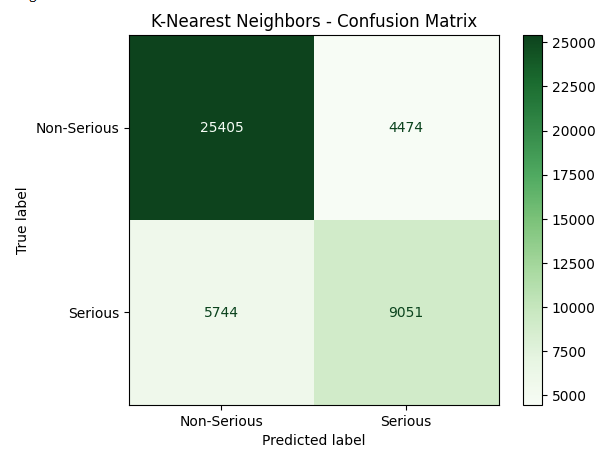 K-Nearest Neighbors - Confusion Matrix
Non-Serious
25405
4474
Serious
5744
9051
True label
Non-Serious
Serious
Predicted label
25000
22500
20000
17500
15000
12500
10000
7500
5000